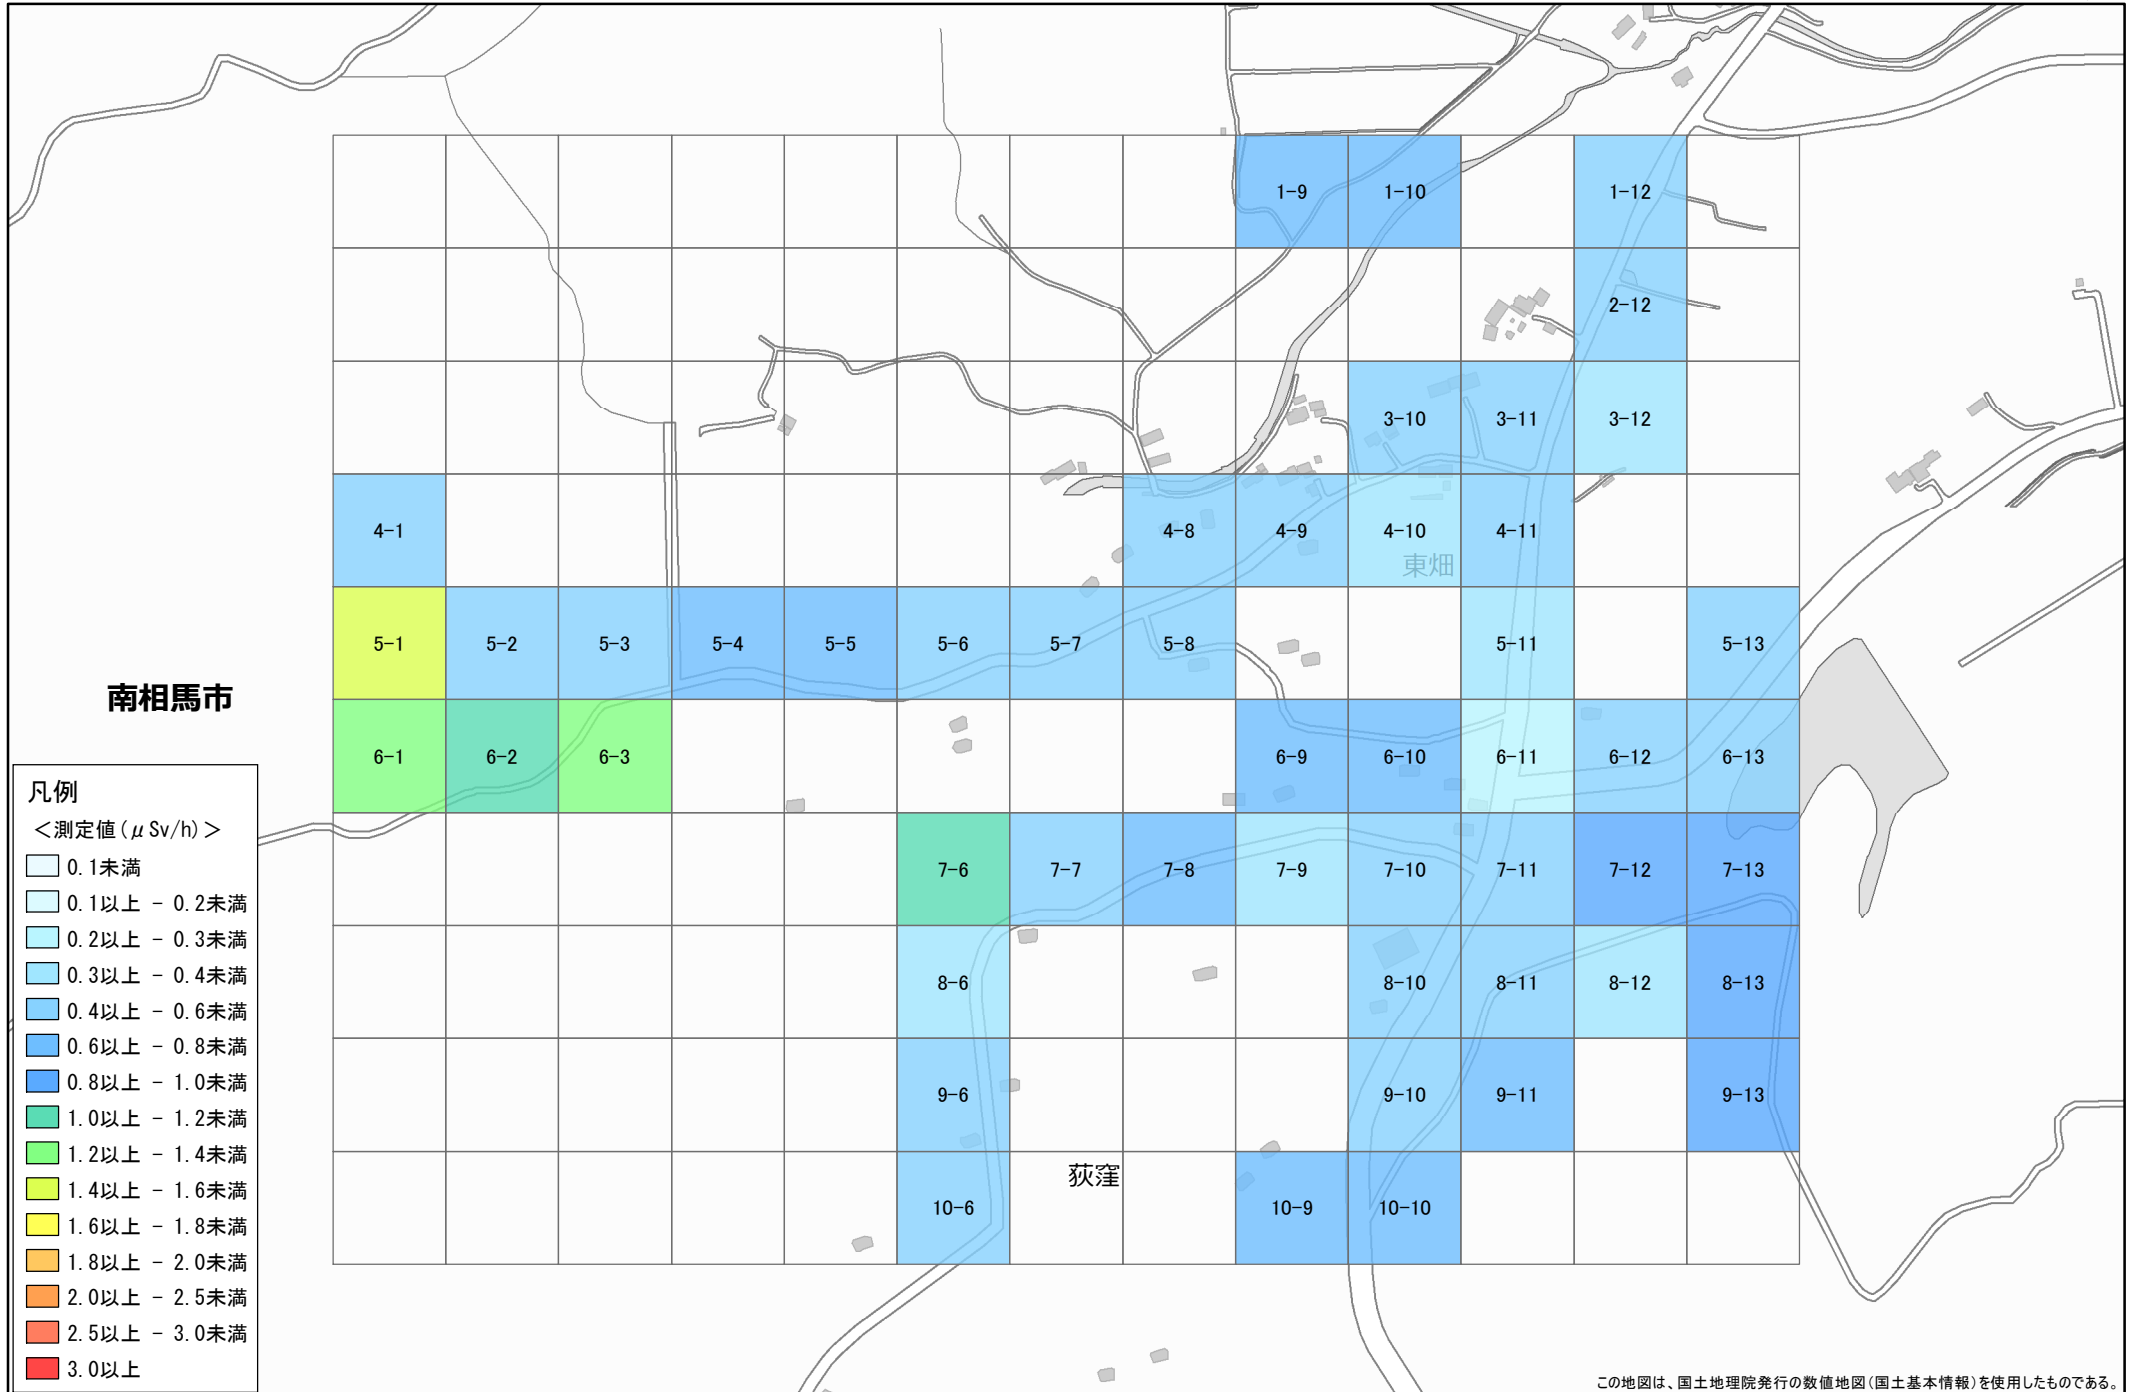 1-9 1-10 1-12
2-12
3-10 3-11 3-12
4-1 4-8 4-9 4-10 4-11
東畑
5-1 5-2 5-3 5-4 5-5 5-6 5-7 5-8 5-11 5-13
南相馬市
6-1 6-2 6-3 6-9 6-10 6-11 6-12 6-13
7-6 7-7 7-8 7-9 7-10 7-11 7-12 7-13
8-6 8-10 8-11 8-12 8-13
9-6 9-10 9-11 9-13
荻窪
10-6 10-9 10-10
凡例
＜測定値(μSv/h)＞
0.1未満
0.1以上 - 0.2未満
0.2以上 - 0.3未満
0.3以上 - 0.4未満
0.4以上 - 0.6未満
0.6以上 - 0.8未満
0.8以上 - 1.0未満
1.0以上 - 1.2未満
1.2以上 - 1.4未満
1.4以上 - 1.6未満
1.6以上 - 1.8未満
1.8以上 - 2.0未満
2.0以上 - 2.5未満
2.5以上 - 3.0未満
3.0以上
この地図は、国土地理院発行の数値地図(国土基本情報)を使用したものである。